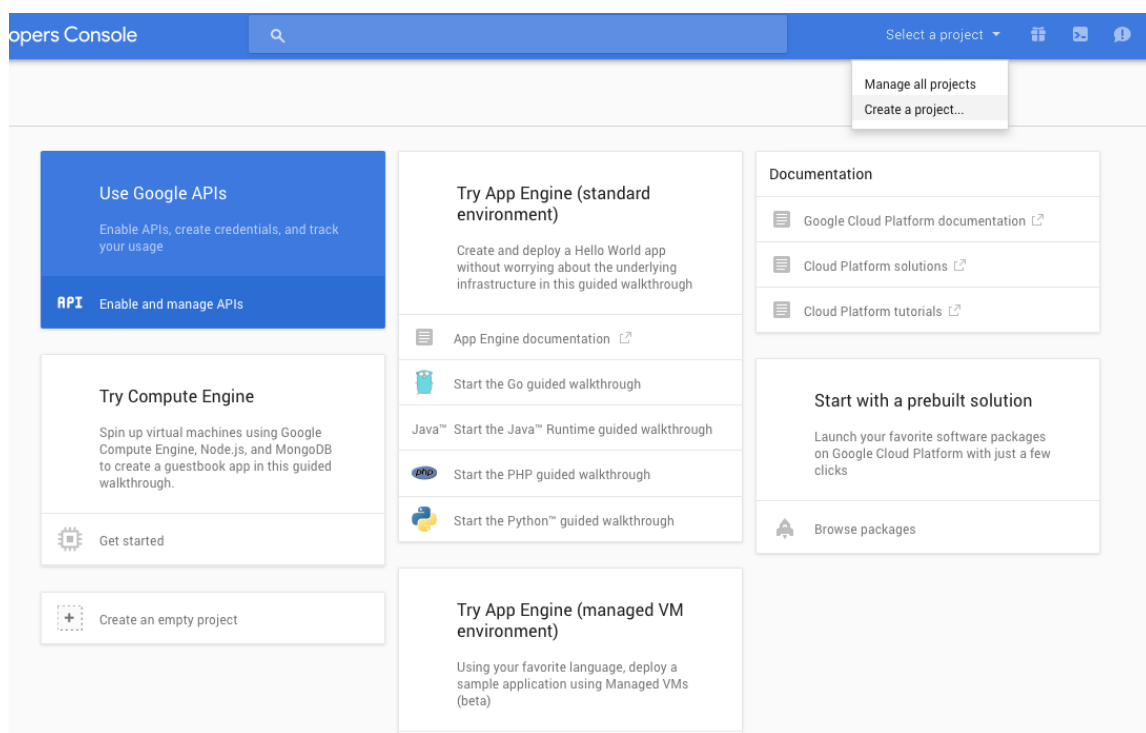 opers Console
Select a project
Manage all projects
Create a project...
Use Google APIs
Enable APIs, create credentials, and track
your usage
API Enable and manage APIs
Try Compute Engine
Spin up virtual machines using Google
Compute Engine, Node.js, and MongoDB
to create a guestbook app in this guided
walkthrough.
Get started
Create an empty project
Try App Engine (standard
environment)
Create and deploy a Hello World app
without worrying about the underlying
infrastructure in this guided walkthrough
App Engine documentation
Start the Go guided walkthrough
Java™ Start the Java™ Runtime guided walkthrough
php Start the PHP guided walkthrough
Start the Python™ guided walkthrough
Try App Engine (managed VM
environment)
Using your favorite language, deploy a
sample application using Managed VMs
(beta)
Documentation
Google Cloud Platform documentation
Cloud Platform solutions
Cloud Platform tutorials
Start with a prebuilt solution
Launch your favorite software packages
on Google Cloud Platform with just a few
clicks
Browse packages